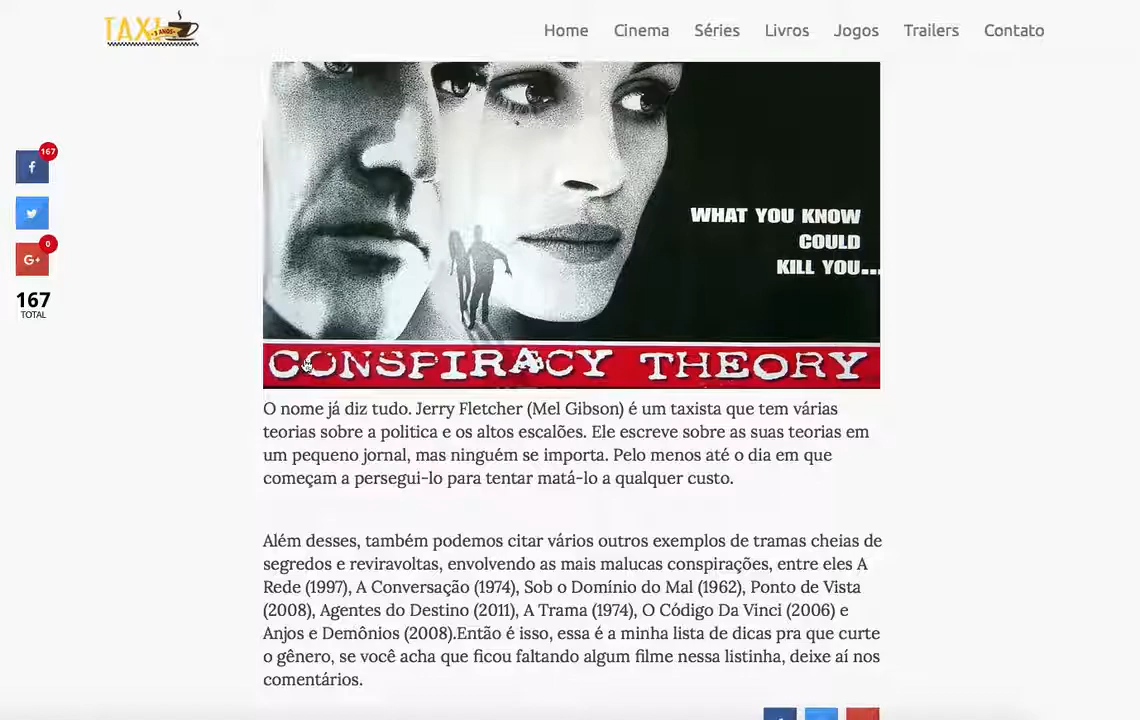 TAXI
3 ANOS
Home Cinema Séries Livros Jogos Trailers Contato
167
0
G+
167
TOTAL
WHAT YOU KNOW
COULD
KILL YOU...
CONSPIRACY THEORY
O nome já diz tudo. Jerry Fletcher (Mel Gibson) é um taxista que tem várias
teorias sobre a politica e os altos escalões. Ele escreve sobre as suas teorias em
um pequeno jornal, mas ninguém se importa. Pelo menos até o dia em que
começam a persegui-lo para tentar matá-lo a qualquer custo.
Além desses, também podemos citar vários outros exemplos de tramas cheias de
segredos e reviravoltas, envolvendo as mais malucas conspirações, entre eles A
Rede (1997), A Conversação (1974), Sob o Domínio do Mal (1962), Ponto de Vista
(2008), Agentes do Destino (2011), A Trama (1974), O Código Da Vinci (2006) e
Anjos e Demônios (2008).Então é isso, essa é a minha lista de dicas pra que curte
o gênero, se você acha que ficou faltando algum filme nessa listinha, deixe aí nos
comentários.